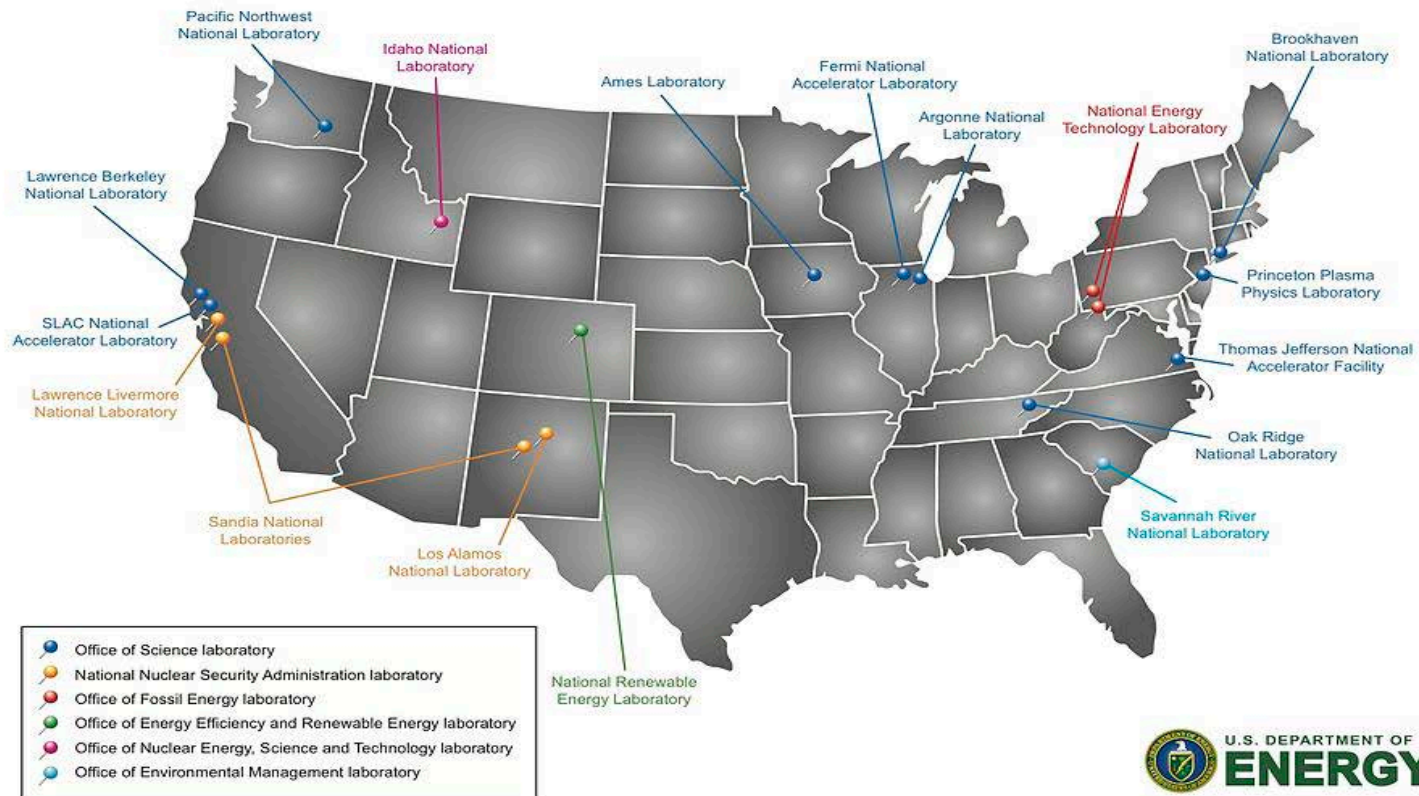 Pacific Northwest
National Laboratory
Idaho National
Laboratory
Ames Laboratory
Fermi National
Accelerator Laboratory
Argonne National
Laboratory
Brookhaven
National Laboratory
National Energy
Technology Laboratory
Lawrence Berkeley
National Laboratory
SLAC National
Accelerator Laboratory
Lawrence Livermore
National Laboratory
Princeton Plasma
Physics Laboratory
Thomas Jefferson National
Accelerator Facility
Oak Ridge
National Laboratory
Savannah River
National Laboratory
Sandia National
Laboratories
Los Alamos
National Laboratory
National Renewable
Energy Laboratory
Office of Science laboratory
National Nuclear Security Administration laboratory
Office of Fossil Energy laboratory
Office of Energy Efficiency and Renewable Energy laboratory
Office of Nuclear Energy, Science and Technology laboratory
Office of Environmental Management laboratory
U.S. DEPARTMENT OF
ENERGY